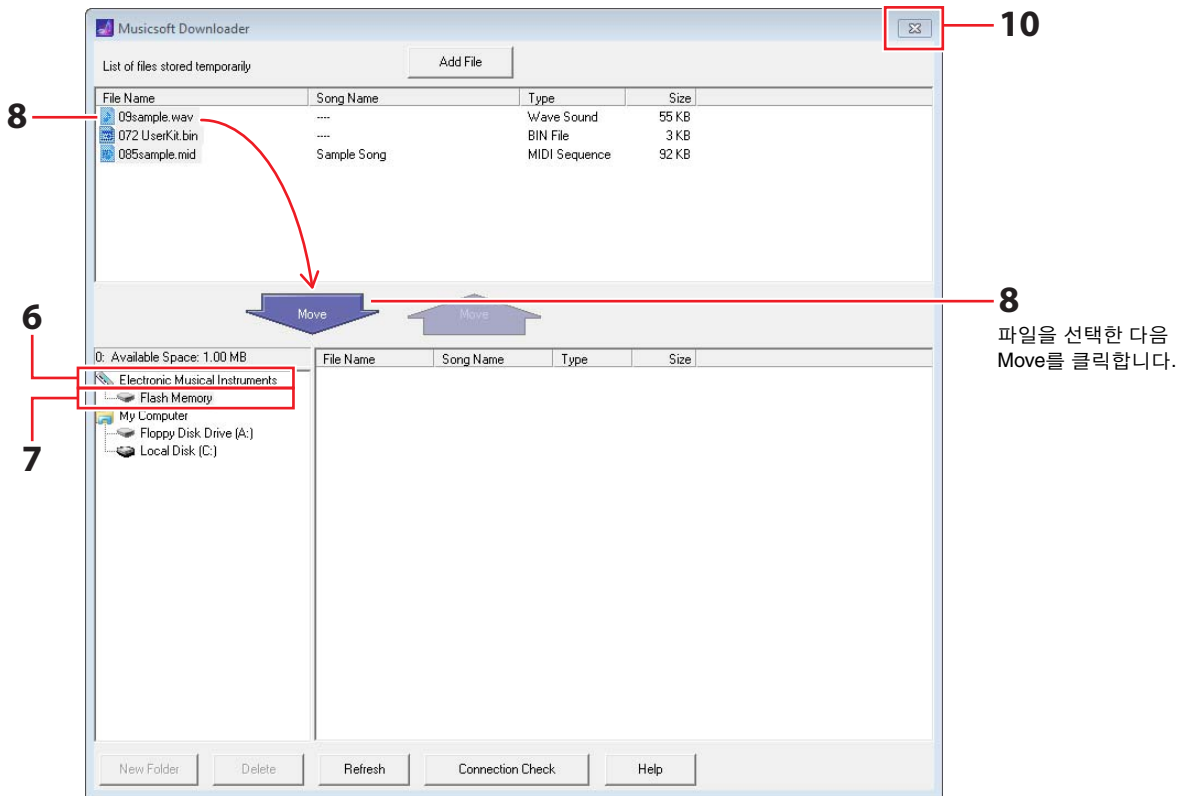 Musicsoft Downloader
10
List of files stored temporarily
Add File
File Name Song Name Type Size
8
09sample.wav ---- Wave Sound 55 KB
072 UserKit.bin ---- BIN File 3 KB
085sample.mid Sample Song MIDI Sequence 92 KB
Move Move
8
파일을 선택한 다음
Move를 클릭합니다.
6
0: Available Space: 1.00 MB
File Name Song Name Type Size
Electronic Musical Instruments
Flash Memory
My Computer
Floppy Disk Drive (A:)
Local Disk (C:)
7
New Folder Delete Refresh Connection Check Help